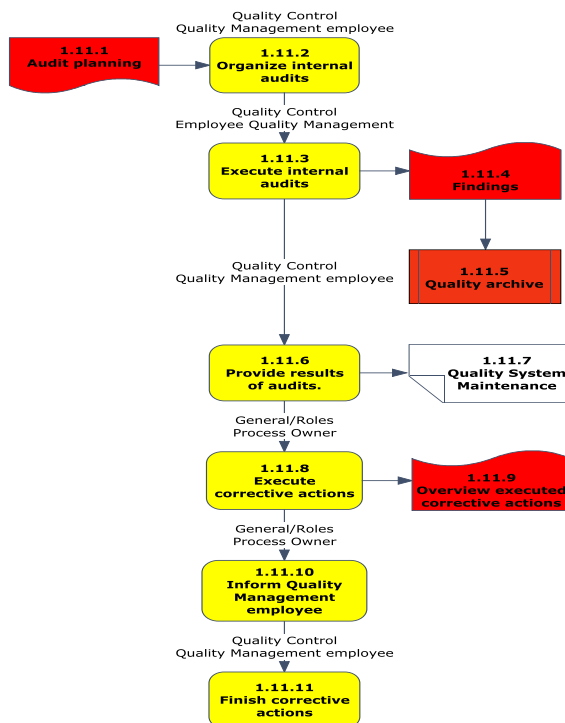 Quality Control
Quality Management employee
1.11.1
Audit planning
1.11.2
Organize internal
audits
Quality Control
Employee Quality Management
1.11.3
Execute internal
audits
1.11.4
Findings
Quality Control
Quality Management employee
1.11.5
Quality archive
1.11.6
Provide results
of audits.
1.11.7
Quality System
Maintenance
General/Roles
Process Owner
1.11.8
Execute
corrective actions
1.11.9
Overview executed
corrective actions
General/Roles
Process Owner
1.11.10
Inform Quality
Management
employee
Quality Control
Quality Management employee
1.11.11
Finish corrective
actions